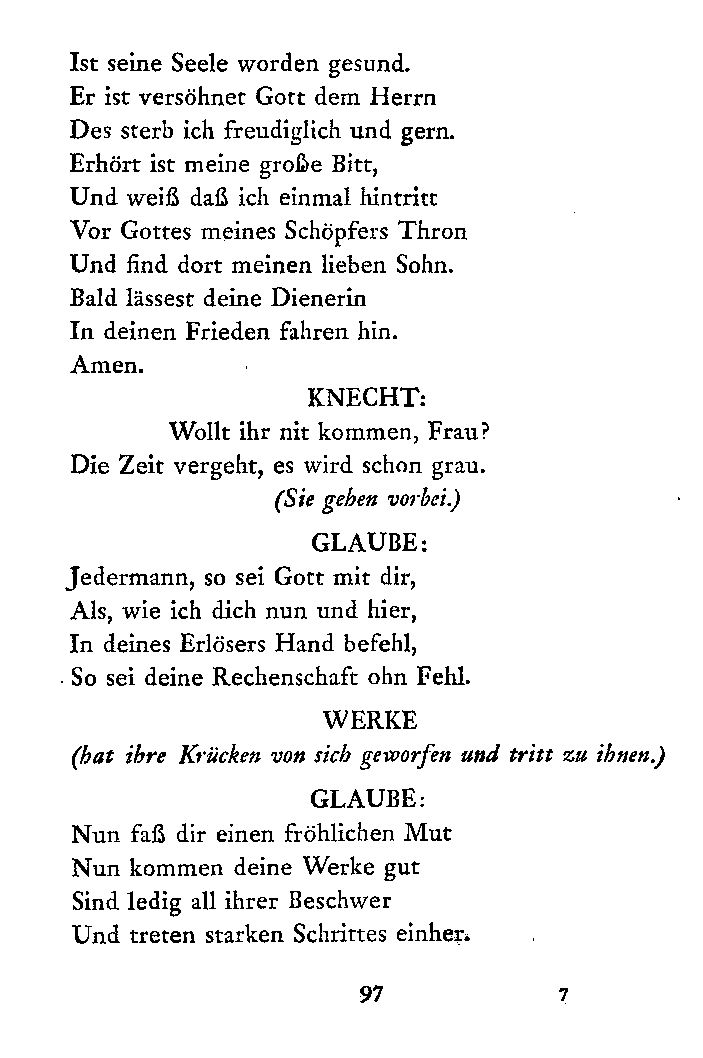 Ist seine Seele worden gesund.
Er ist versöhnet Gott dem Herrn
Des sterb ich freudiglich und gern.
Erhört ist meine große Bitt,
Und weiß daß ich einmal hintritt
Vor Gottes meines Schöpfers Thron
Und find dort meinen lieben Sohn.
Bald lässest deine Dienerin
In deinen Frieden fahren hin.
Amen.
KNECHT:
Wollt ihr nit kommen, Frau?
Die Zeit vergeht, es wird schon grau.
(Sie gehen vorbei.)
GLAUBE:
Jedermann, so sei Gott mit dir,
Als, wie ich dich nun und hier,
In deines Erlösers Hand befehl,
So sei deine Rechenschaft ohn Fehl.
WERKE
(hat ihre Krücken von sich geworfen und tritt zu ihnen.)
GLAUBE:
Nun faß dir einen fröhlichen Mut
Nun kommen deine Werke gut
Sind ledig all ihrer Beschwer
Und treten starken Schrittes einher.
97 7